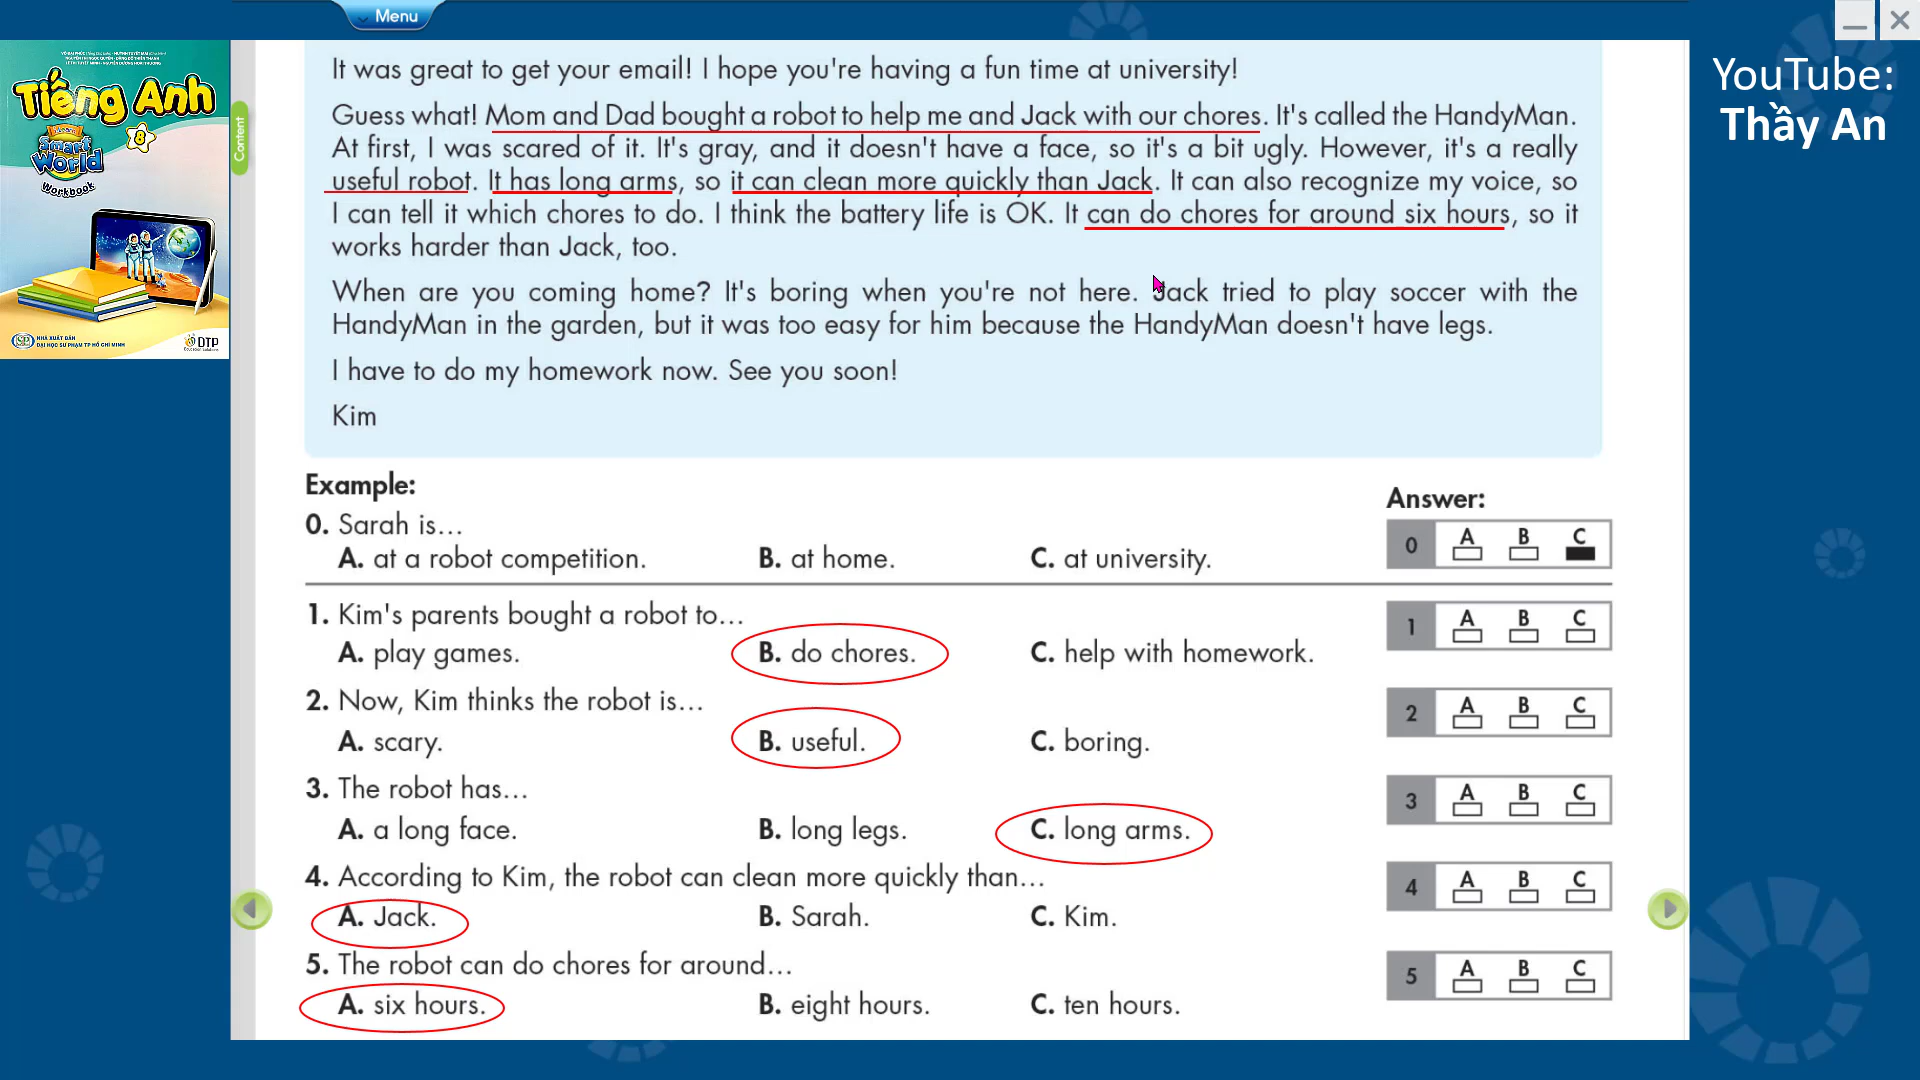 Menu
YouTube:
Thầy An
Tiếng Anh
8
Smart
World
Workbook
NHÀ XUẤT BẢN
ĐẠI HỌC SƯ PHẠM TP HỒ CHÍ MINH
DTP
Content
It was great to get your email! I hope you're having a fun time at university!
Guess what! Mom and Dad bought a robot to help me and Jack with our chores. It's called the HandyMan.
At first, I was scared of it. It's gray, and it doesn't have a face, so it's a bit ugly. However, it's a really
useful robot. It has long arms, so it can clean more quickly than Jack. It can also recognize my voice, so
I can tell it which chores to do. I think the battery life is OK. It can do chores for around six hours, so it
works harder than Jack, too.
When are you coming home? It's boring when you're not here. Jack tried to play soccer with the
HandyMan in the garden, but it was too easy for him because the HandyMan doesn't have legs.
I have to do my homework now. See you soon!
Kim
Example:
Answer:
0. Sarah is...
A. at a robot competition. B. at home. C. at university.
0 A B C
1. Kim's parents bought a robot to...
A. play games. B. do chores. C. help with homework.
1 A B C
2. Now, Kim thinks the robot is...
A. scary. B. useful. C. boring.
2 A B C
3. The robot has...
A. a long face. B. long legs. C. long arms.
3 A B C
4. According to Kim, the robot can clean more quickly than...
A. Jack. B. Sarah. C. Kim.
4 A B C
5. The robot can do chores for around...
A. six hours. B. eight hours. C. ten hours.
5 A B C